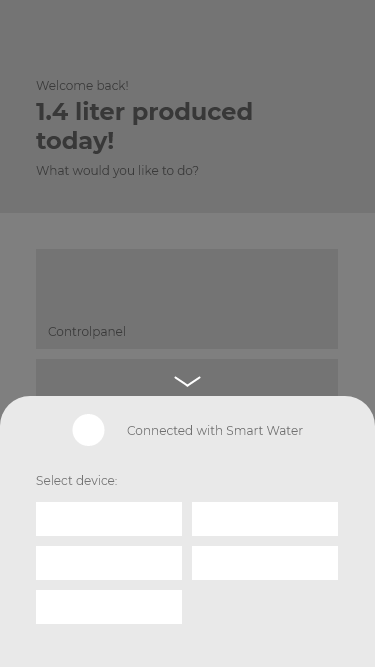 Welcome back!
1.4 liter produced
today!
What would you like to do?
Controlpanel
Connected with Smart Water
Select device: